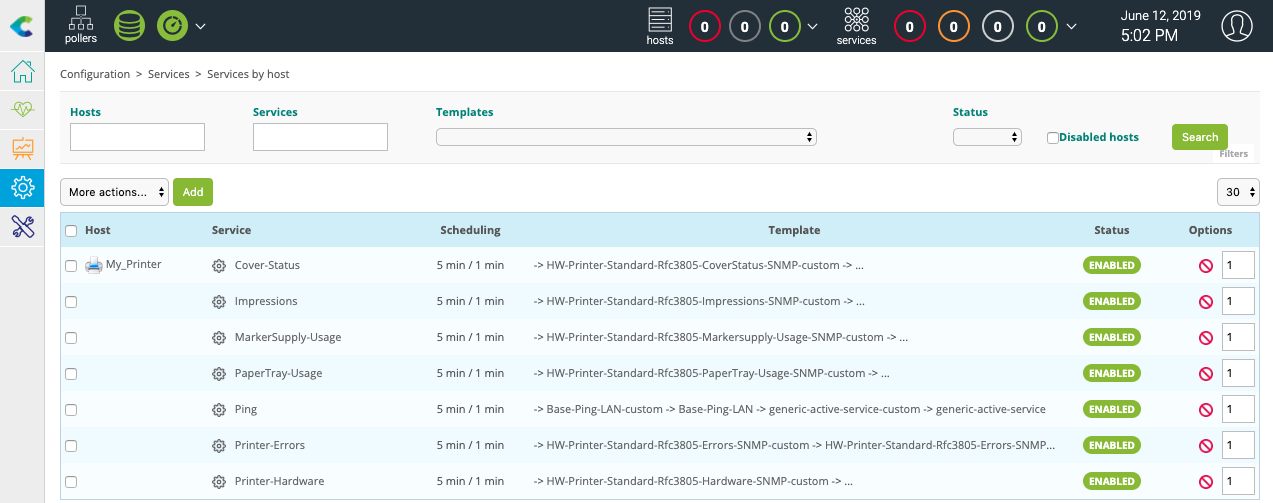 pollers
hosts 0 0 0
services 0 0 0 0
June 12, 2019
5:02 PM
Configuration > Services > Services by host
Hosts Services Templates Status
Disabled hosts Search
Filters
More actions... Add 30
Host Service Scheduling Template Status Options
My_Printer Cover-Status 5 min / 1 min -> HW-Printer-Standard-Rfc3805-CoverStatus-SNMP-custom -> ... ENABLED 1
Impressions 5 min / 1 min -> HW-Printer-Standard-Rfc3805-Impressions-SNMP-custom -> ... ENABLED 1
MarkerSupply-Usage 5 min / 1 min -> HW-Printer-Standard-Rfc3805-Markersupply-Usage-SNMP-custom -> ... ENABLED 1
PaperTray-Usage 5 min / 1 min -> HW-Printer-Standard-Rfc3805-PaperTray-Usage-SNMP-custom -> ... ENABLED 1
Ping 5 min / 1 min -> Base-Ping-LAN-custom -> Base-Ping-LAN -> generic-active-service-custom -> generic-active-service ENABLED 1
Printer-Errors 5 min / 1 min -> HW-Printer-Standard-Rfc3805-Errors-SNMP-custom -> HW-Printer-Standard-Rfc3805-Errors-SNMP... ENABLED 1
Printer-Hardware 5 min / 1 min -> HW-Printer-Standard-Rfc3805-Hardware-SNMP-custom -> ... ENABLED 1